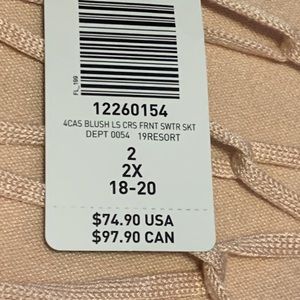 FL_199
12260154
4CAS BLUSH LS CRS FRNT SWTR SKT
DEPT 0054 19RESORT
2
2X
18-20
$74.90 USA
$97.90 CAN